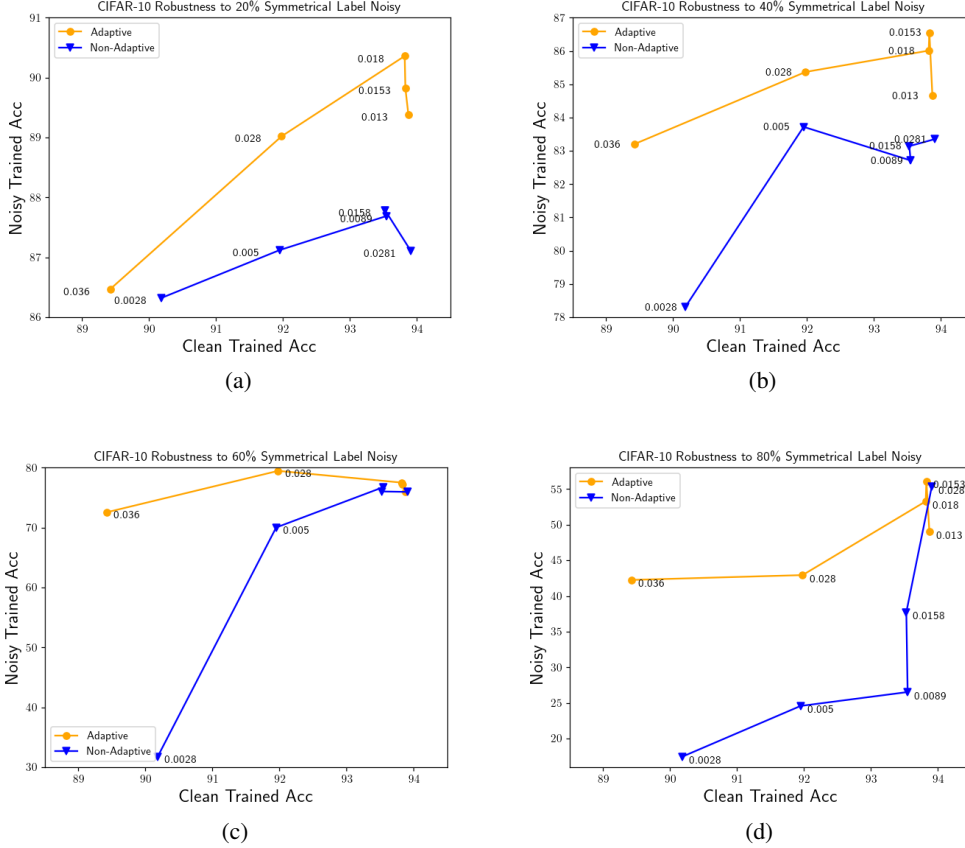 CIFAR-10 Robustness to 20% Symmetrical Label Noisy
91
90
89
88
87
86
Noisy Trained Acc
Adaptive
Non-Adaptive
0.018
0.0153
0.013
0.028
0.036
0.0158
0.0089
0.005
0.0281
0.0028
89 90 91 92 93 94
Clean Trained Acc
(a)
CIFAR-10 Robustness to 40% Symmetrical Label Noisy
87
86
85
84
83
82
81
80
79
78
Noisy Trained Acc
Adaptive
Non-Adaptive
0.0153
0.018
0.028
0.013
0.036
0.005
0.0281
0.0158
0.0089
0.0028
89 90 91 92 93 94
Clean Trained Acc
(b)
CIFAR-10 Robustness to 60% Symmetrical Label Noisy
80
70
60
50
40
30
Noisy Trained Acc
0.028
0.036
0.005
0.0028
Adaptive
Non-Adaptive
89 90 91 92 93 94
Clean Trained Acc
(c)
CIFAR-10 Robustness to 80% Symmetrical Label Noisy
55
50
45
40
35
30
25
20
Noisy Trained Acc
Adaptive
Non-Adaptive
0.0153
0.028
0.018
0.013
0.036
0.028
0.0158
0.0089
0.005
0.0028
89 90 91 92 93 94
Clean Trained Acc
(d)